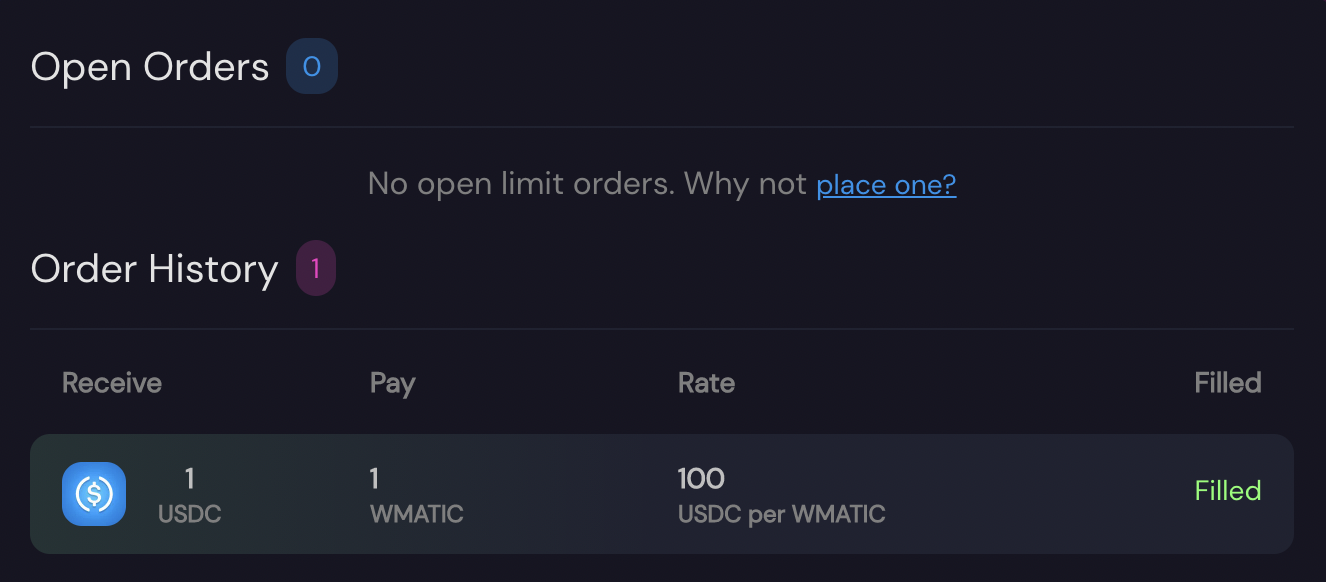 Open Orders 0
No open limit orders. Why not place one?
Order History 1
Receive Pay Rate Filled
1 1 100 Filled
USDC WMATIC USDC per WMATIC